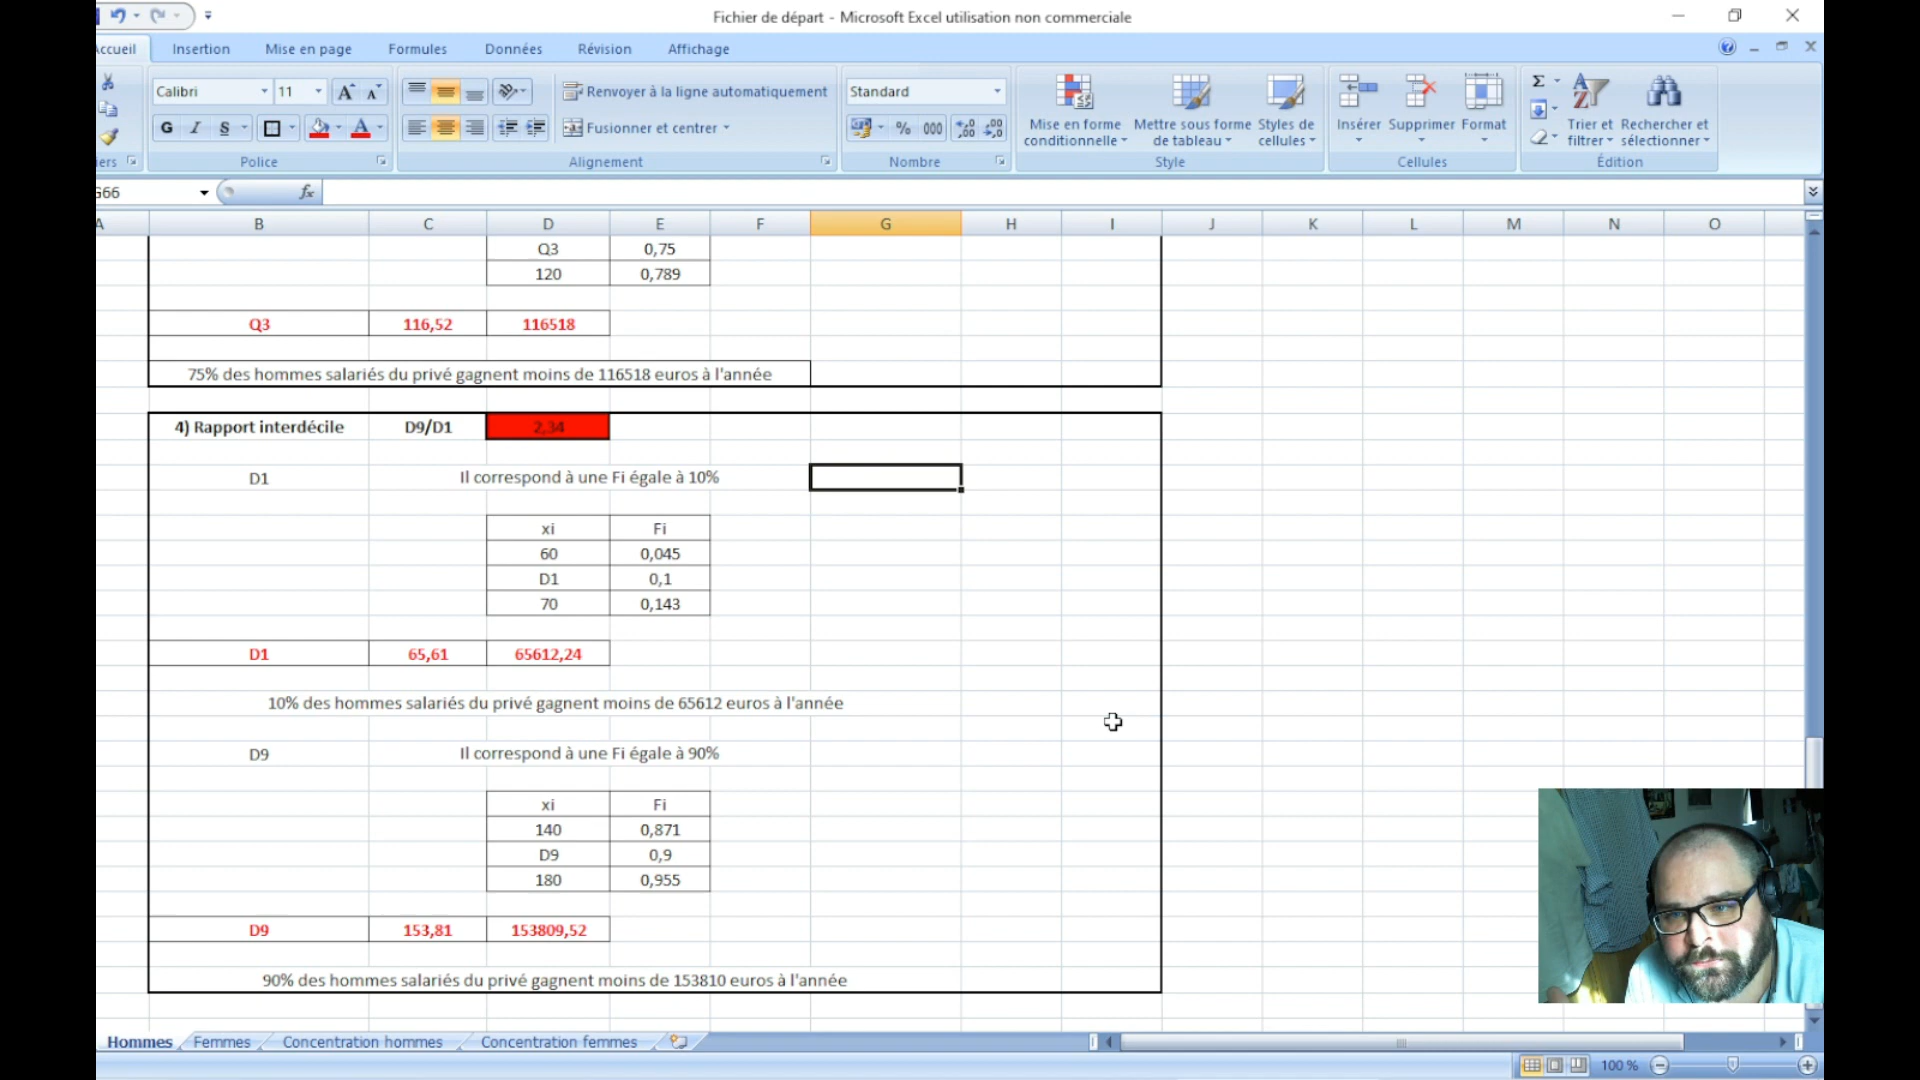 Fichier de départ - Microsoft Excel utilisation non commerciale
Accueil Insertion Mise en page Formules Données Révision Affichage
Calibri 11 Renvoyer à la ligne automatiquement Standard
G I S Fusionner et centrer % 000
Mise en forme conditionnelle Mettre sous forme de tableau Styles de cellules Insérer Supprimer Format Trier et filtrer Rechercher et sélectionner
Police Alignement Nombre Style Cellules Édition
G66 fx
A B C D E F G H I J K L M N O
Q3 0,75
120 0,789
Q3 116,52 116518
75% des hommes salariés du privé gagnent moins de 116518 euros à l'année
4) Rapport interdécile D9/D1 2,34
D1 Il correspond à une Fi égale à 10%
xi Fi
60 0,045
D1 0,1
70 0,143
D1 65,61 65612,24
10% des hommes salariés du privé gagnent moins de 65612 euros à l'année
D9 Il correspond à une Fi égale à 90%
xi Fi
140 0,871
D9 0,9
180 0,955
D9 153,81 153809,52
90% des hommes salariés du privé gagnent moins de 153810 euros à l'année
Hommes Femmes Concentration hommes Concentration femmes
100 %